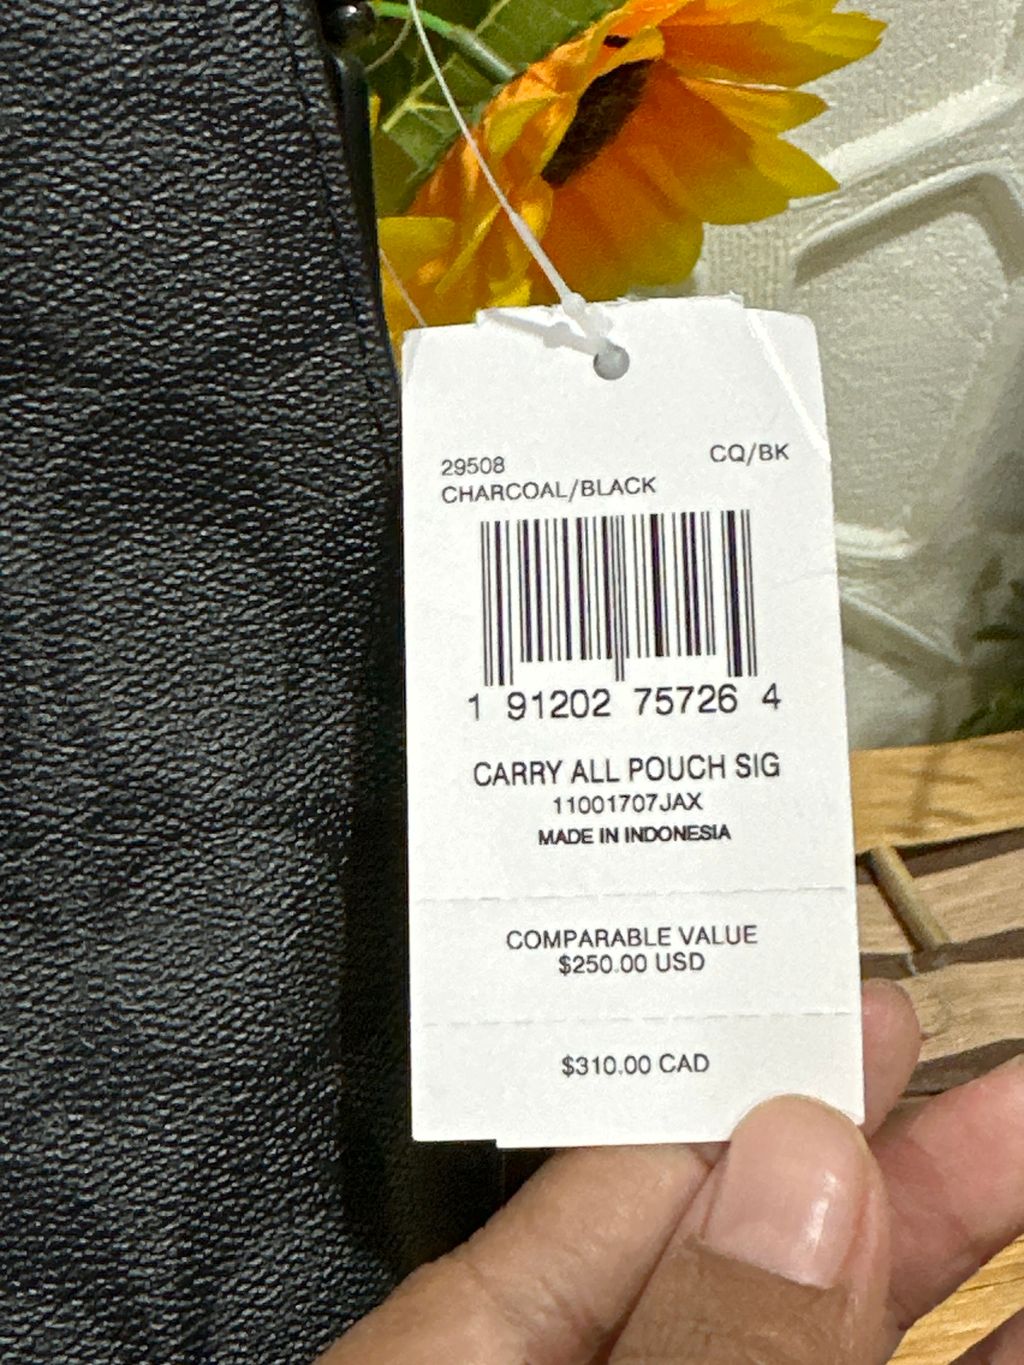 29508 CQ/BK
CHARCOAL/BLACK
1 91202 75726 4
CARRY ALL POUCH SIG
11001707JAX
MADE IN INDONESIA
COMPARABLE VALUE
$250.00 USD
$310.00 CAD